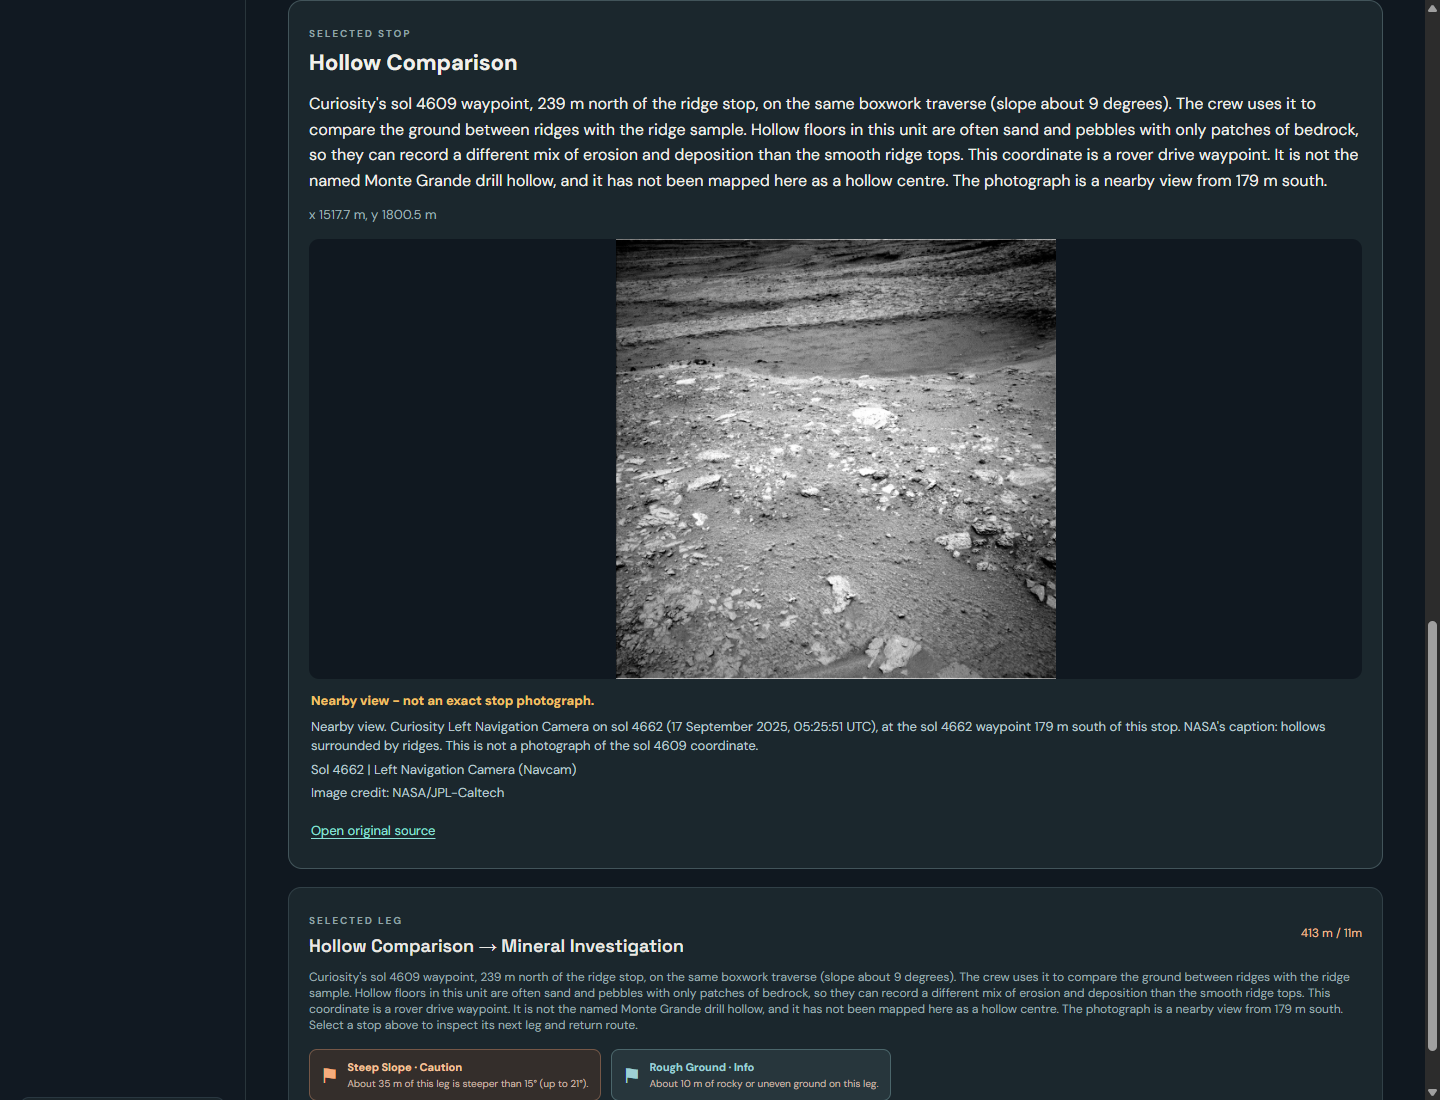 SELECTED STOP
Hollow Comparison
Curiosity's sol 4609 waypoint, 239 m north of the ridge stop, on the same boxwork traverse (slope about 9 degrees). The crew uses it to
compare the ground between ridges with the ridge sample. Hollow floors in this unit are often sand and pebbles with only patches of bedrock,
so they can record a different mix of erosion and deposition than the smooth ridge tops. This coordinate is a rover drive waypoint. It is not the
named Monte Grande drill hollow, and it has not been mapped here as a hollow centre. The photograph is a nearby view from 179 m south.
x 1517.7 m, y 1800.5 m
Nearby view – not an exact stop photograph.
Nearby view. Curiosity Left Navigation Camera on sol 4662 (17 September 2025, 05:25:51 UTC), at the sol 4662 waypoint 179 m south of this stop. NASA's caption: hollows
surrounded by ridges. This is not a photograph of the sol 4609 coordinate.
Sol 4662 | Left Navigation Camera (Navcam)
Image credit: NASA/JPL-Caltech
Open original source
SELECTED LEG
Hollow Comparison → Mineral Investigation
413 m / 11m
Curiosity's sol 4609 waypoint, 239 m north of the ridge stop, on the same boxwork traverse (slope about 9 degrees). The crew uses it to compare the ground between ridges with the ridge
sample. Hollow floors in this unit are often sand and pebbles with only patches of bedrock, so they can record a different mix of erosion and deposition than the smooth ridge tops. This
coordinate is a rover drive waypoint. It is not the named Monte Grande drill hollow, and it has not been mapped here as a hollow centre. The photograph is a nearby view from 179 m south.
Select a stop above to inspect its next leg and return route.
Steep Slope · Caution
About 35 m of this leg is steeper than 15° (up to 21°).
Rough Ground · Info
About 10 m of rocky or uneven ground on this leg.